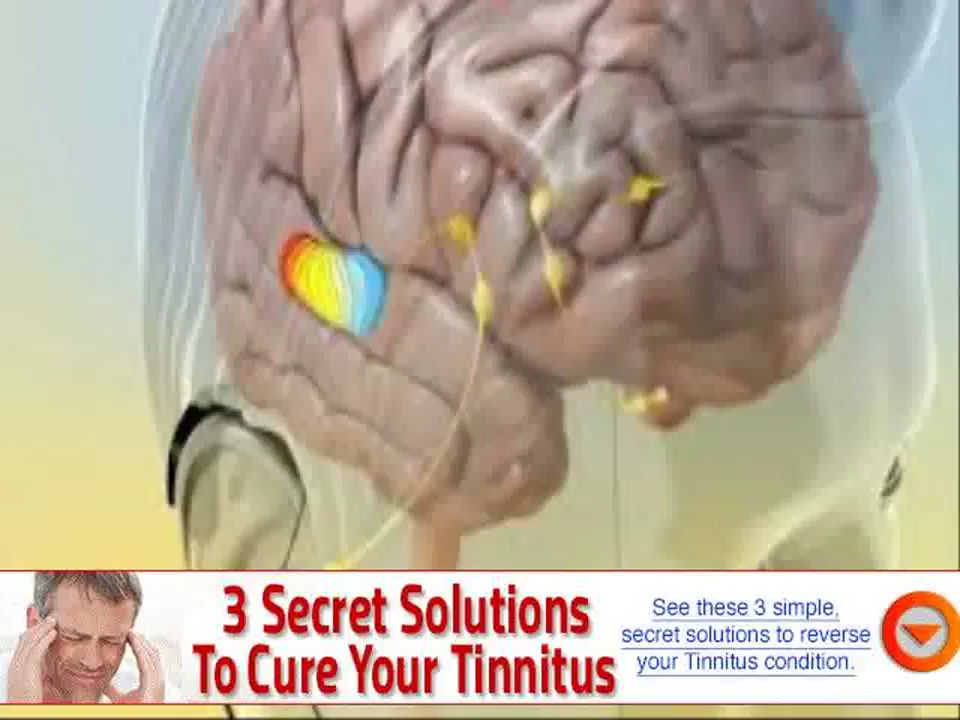 3 Secret Solutions
To Cure Your Tinnitus
See these 3 simple,
secret solutions to reverse
your Tinnitus condition.